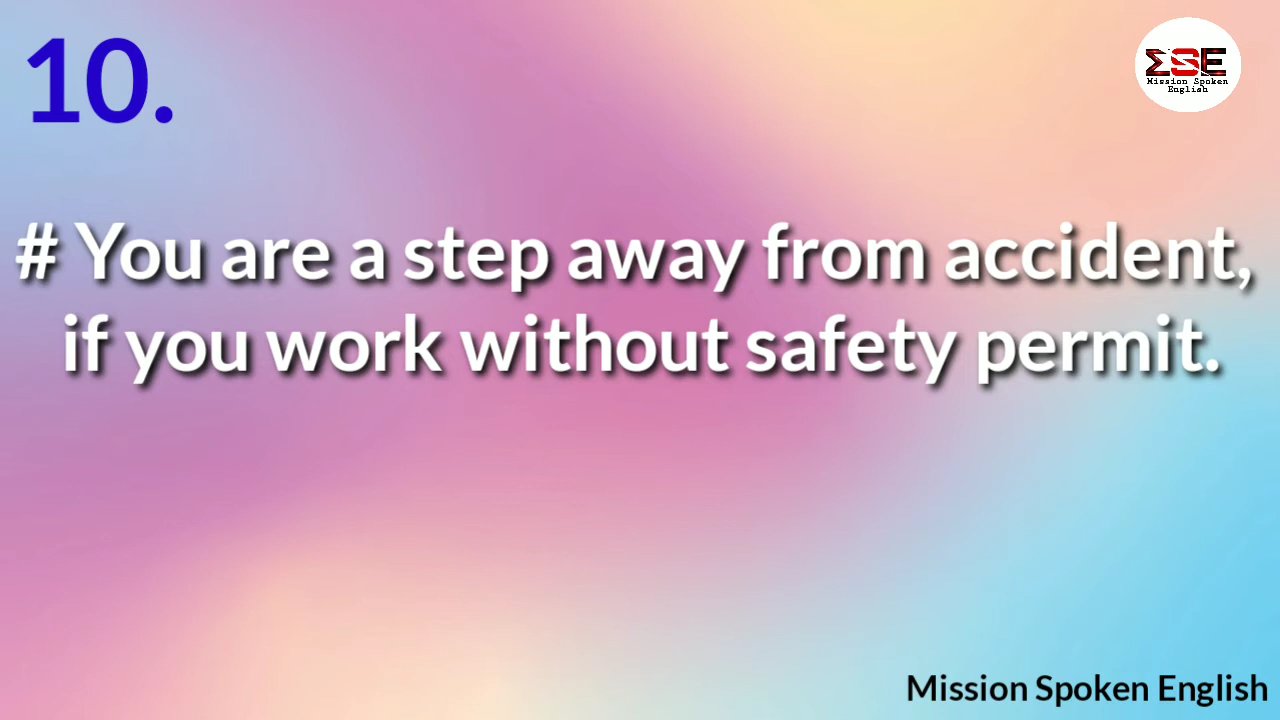 10.
ΣSE
Mission Spoken
English
# You are a step away from accident,
if you work without safety permit.
Mission Spoken English